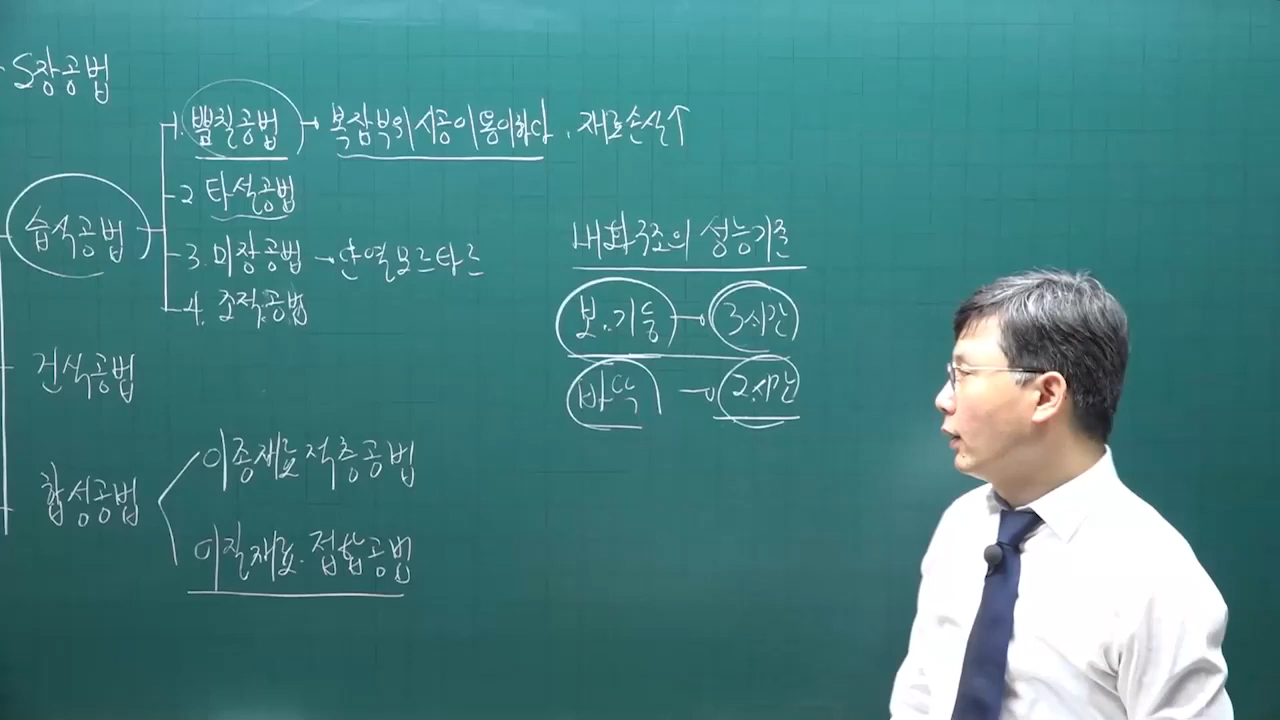 S장공법
습식공법
1. 뿜칠공법 → 복잡부위 시공이 용이하다, 재료손실↑
2 타설공법
3. 미장공법 → 단열모르타르
4. 조적공법
건식공법
합성공법
이종재료 적층공법
이질재료 접합공법
내화구조의 성능기준
보.기둥 → 3시간
바닥 → 2시간